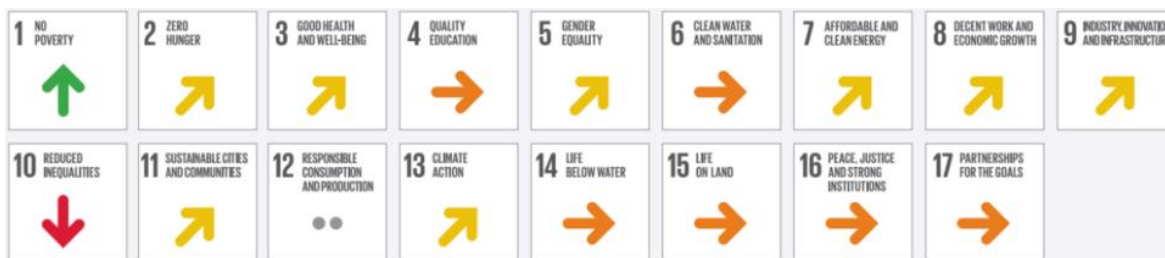 1 NO
POVERTY
2 ZERO
HUNGER
3 GOOD HEALTH
AND WELL-BEING
4 QUALITY
EDUCATION
5 GENDER
EQUALITY
6 CLEAN WATER
AND SANITATION
7 AFFORDABLE AND
CLEAN ENERGY
8 DECENT WORK AND
ECONOMIC GROWTH
9 INDUSTRY, INNOVATIO
AND INFRASTRUCTUR
10 REDUCED
INEQUALITIES
11 SUSTAINABLE CITIES
AND COMMUNITIES
12 RESPONSIBLE
CONSUMPTION
AND PRODUCTION
13 CLIMATE
ACTION
14 LIFE
BELOW WATER
15 LIFE
ON LAND
16 PEACE, JUSTICE
AND STRONG
INSTITUTIONS
17 PARTNERSHIPS
FOR THE GOALS